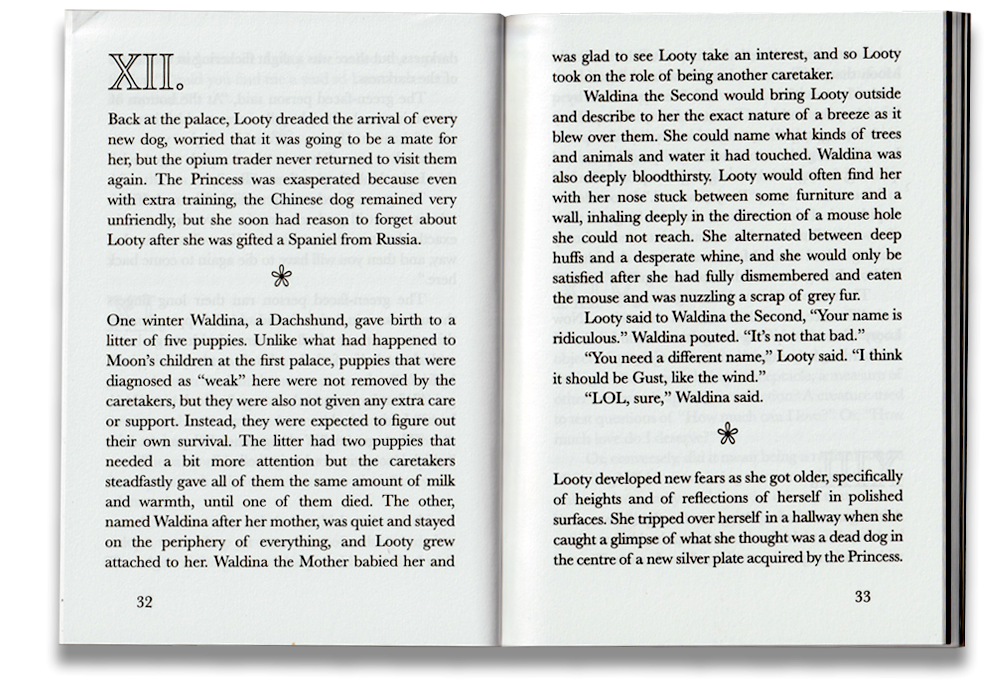 XII.
Back at the palace, Looty dreaded the arrival of every
new dog, worried that it was going to be a mate for
her, but the opium trader never returned to visit them
again. The Princess was exasperated because even
with extra training, the Chinese dog remained very
unfriendly, but she soon had reason to forget about
Looty after she was gifted a Spaniel from Russia.
One winter Waldina, a Dachshund, gave birth to a
litter of five puppies. Unlike what had happened to
Moon’s children at the first palace, puppies that were
diagnosed as “weak” here were not removed by the
caretakers, but they were also not given any extra care
or support. Instead, they were expected to figure out
their own survival. The litter had two puppies that
needed a bit more attention but the caretakers
steadfastly gave all of them the same amount of milk
and warmth, until one of them died. The other,
named Waldina after her mother, was quiet and stayed
on the periphery of everything, and Looty grew
attached to her. Waldina the Mother babied her and
32
was glad to see Looty take an interest, and so Looty
took on the role of being another caretaker.
Waldina the Second would bring Looty outside
and describe to her the exact nature of a breeze as it
blew over them. She could name what kinds of trees
and animals and water it had touched. Waldina was
also deeply bloodthirsty. Looty would often find her
with her nose stuck between some furniture and a
wall, inhaling deeply in the direction of a mouse hole
she could not reach. She alternated between deep
huffs and a desperate whine, and she would only be
satisfied after she had fully dismembered and eaten
the mouse and was nuzzling a scrap of grey fur.
Looty said to Waldina the Second, “Your name is
ridiculous.” Waldina pouted. “It’s not that bad.”
“You need a different name,” Looty said. “I think
it should be Gust, like the wind.”
“LOL, sure,” Waldina said.
Looty developed new fears as she got older, specifically
of heights and of reflections of herself in polished
surfaces. She tripped over herself in a hallway when she
caught a glimpse of what she thought was a dead dog in
the centre of a new silver plate acquired by the Princess.
33